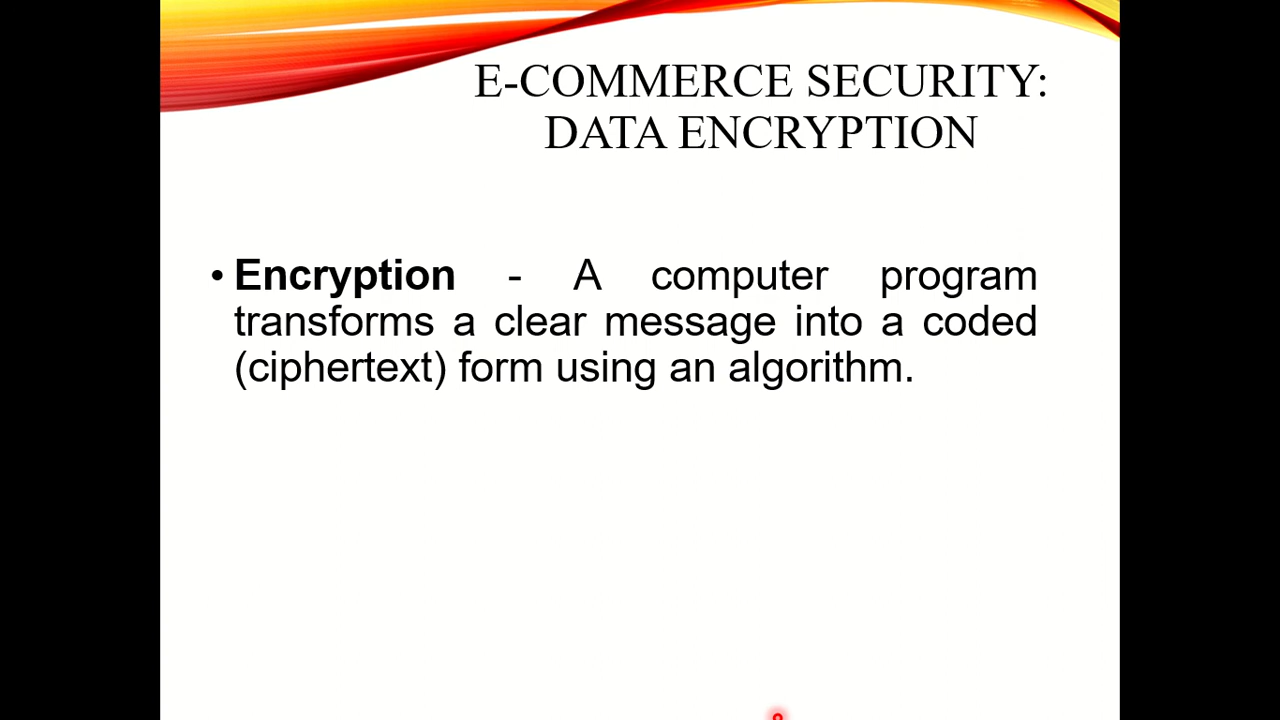 E-COMMERCE SECURITY:
DATA ENCRYPTION
• Encryption - A computer program
transforms a clear message into a coded
(ciphertext) form using an algorithm.